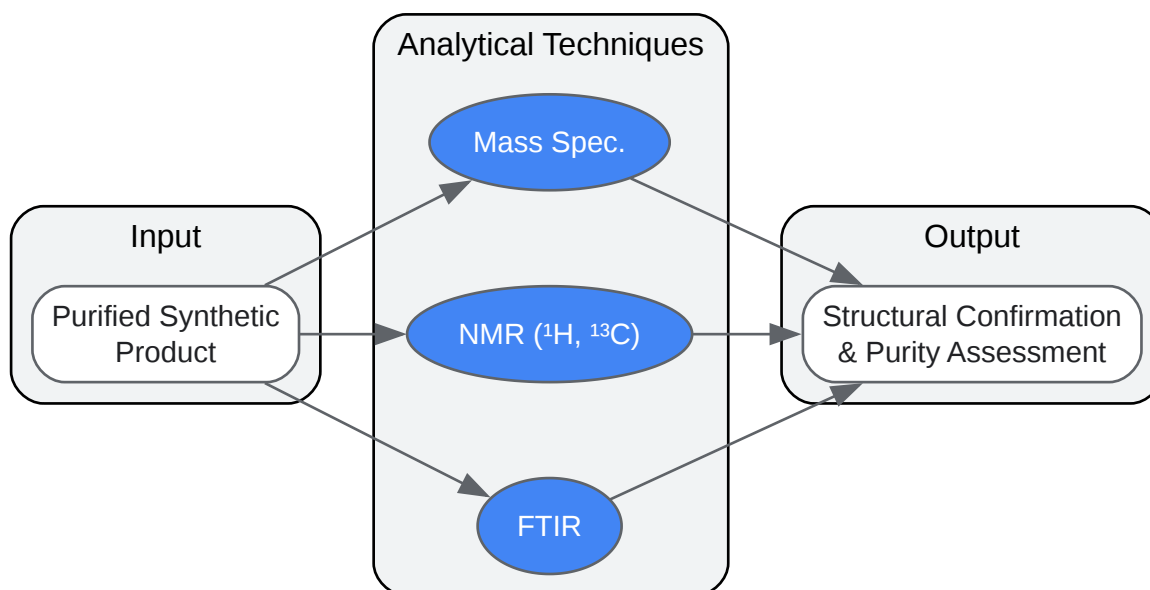 Analytical Techniques
Mass Spec.
Input
Purified Synthetic
Product
NMR (¹H, ¹³C)
Output
Structural Confirmation
& Purity Assessment
FTIR